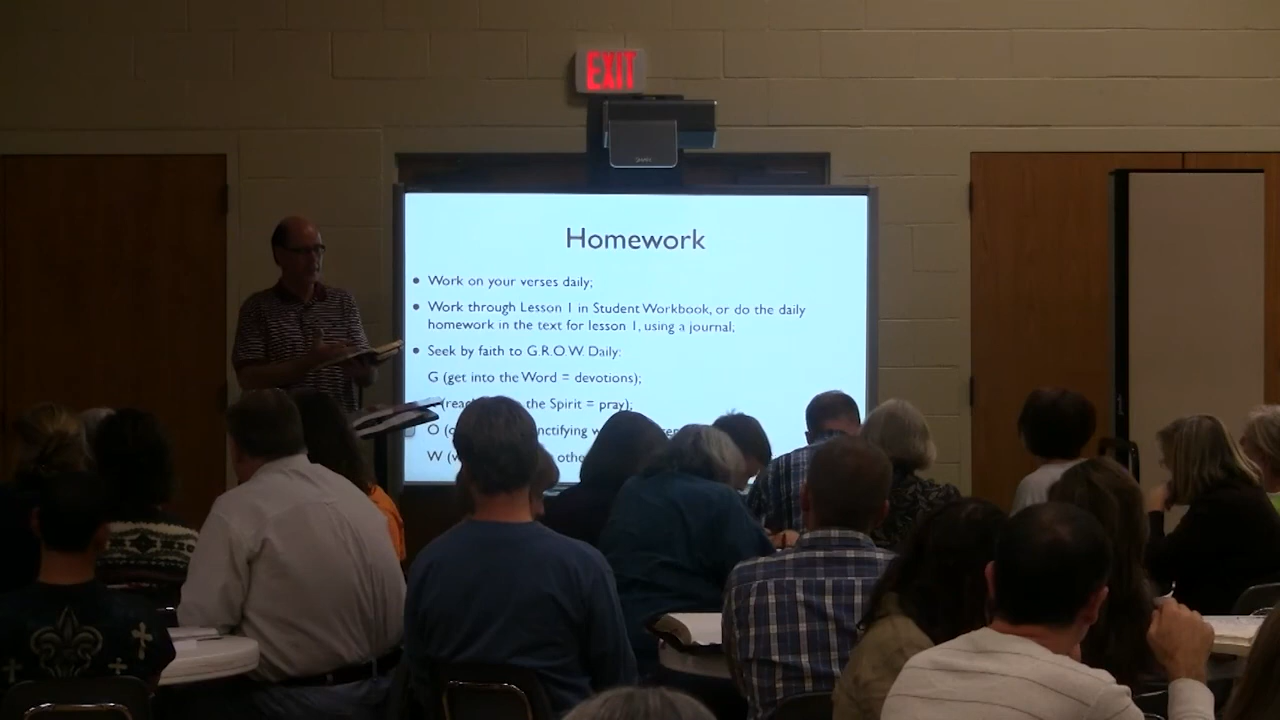 EXIT
Homework
• Work on your verses daily;
• Work through Lesson 1 in Student Workbook, or do the daily
homework in the text for lesson 1, using a journal;
• Seek by faith to G.R.O.W. Daily:
G (get into the Word = devotions);
the Spirit = pray);
O
W